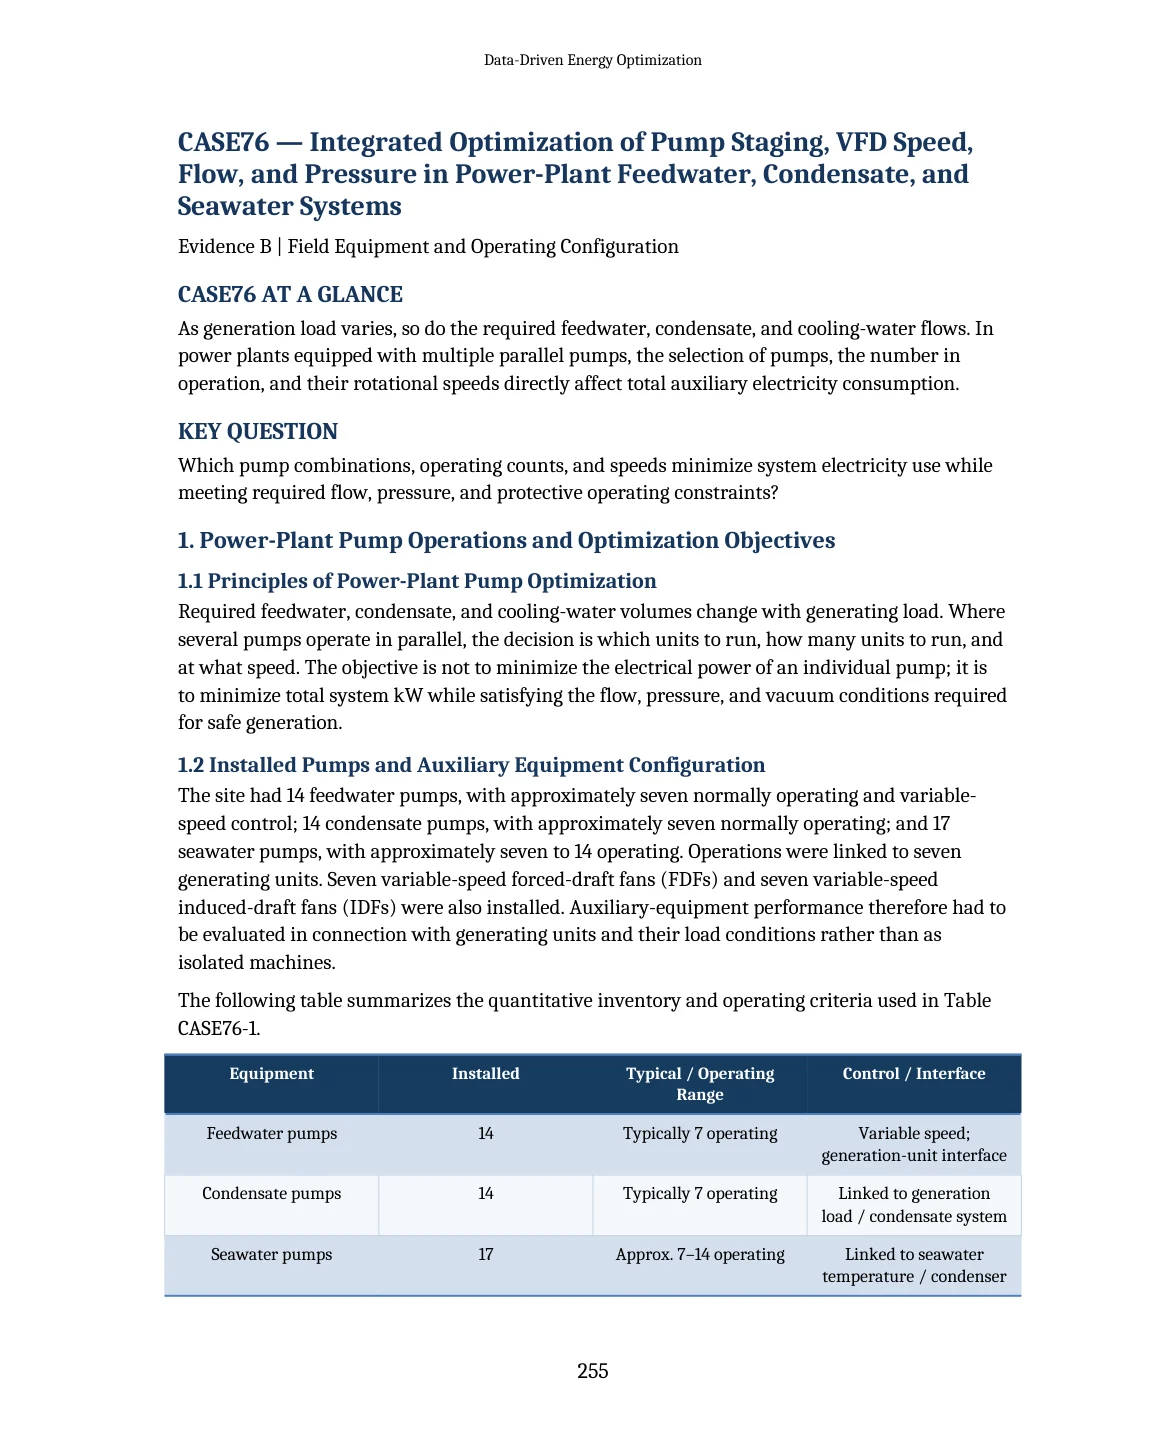 Data-Driven Energy Optimization
CASE76 — Integrated Optimization of Pump Staging, VFD Speed,
Flow, and Pressure in Power-Plant Feedwater, Condensate, and
Seawater Systems
Evidence B | Field Equipment and Operating Configuration
CASE76 AT A GLANCE
As generation load varies, so do the required feedwater, condensate, and cooling-water flows. In
power plants equipped with multiple parallel pumps, the selection of pumps, the number in
operation, and their rotational speeds directly affect total auxiliary electricity consumption.
KEY QUESTION
Which pump combinations, operating counts, and speeds minimize system electricity use while
meeting required flow, pressure, and protective operating constraints?
1. Power-Plant Pump Operations and Optimization Objectives
1.1 Principles of Power-Plant Pump Optimization
Required feedwater, condensate, and cooling-water volumes change with generating load. Where
several pumps operate in parallel, the decision is which units to run, how many units to run, and
at what speed. The objective is not to minimize the electrical power of an individual pump; it is
to minimize total system kW while satisfying the flow, pressure, and vacuum conditions required
for safe generation.
1.2 Installed Pumps and Auxiliary Equipment Configuration
The site had 14 feedwater pumps, with approximately seven normally operating and variable-
speed control; 14 condensate pumps, with approximately seven normally operating; and 17
seawater pumps, with approximately seven to 14 operating. Operations were linked to seven
generating units. Seven variable-speed forced-draft fans (FDFs) and seven variable-speed
induced-draft fans (IDFs) were also installed. Auxiliary-equipment performance therefore had to
be evaluated in connection with generating units and their load conditions rather than as
isolated machines.
The following table summarizes the quantitative inventory and operating criteria used in Table
CASE76-1.
Equipment Installed Typical / Operating Control / Interface
Range
Feedwater pumps 14 Typically 7 operating Variable speed;
generation-unit interface
Condensate pumps 14 Typically 7 operating Linked to generation
load / condensate system
Seawater pumps 17 Approx. 7–14 operating Linked to seawater
temperature / condenser
255